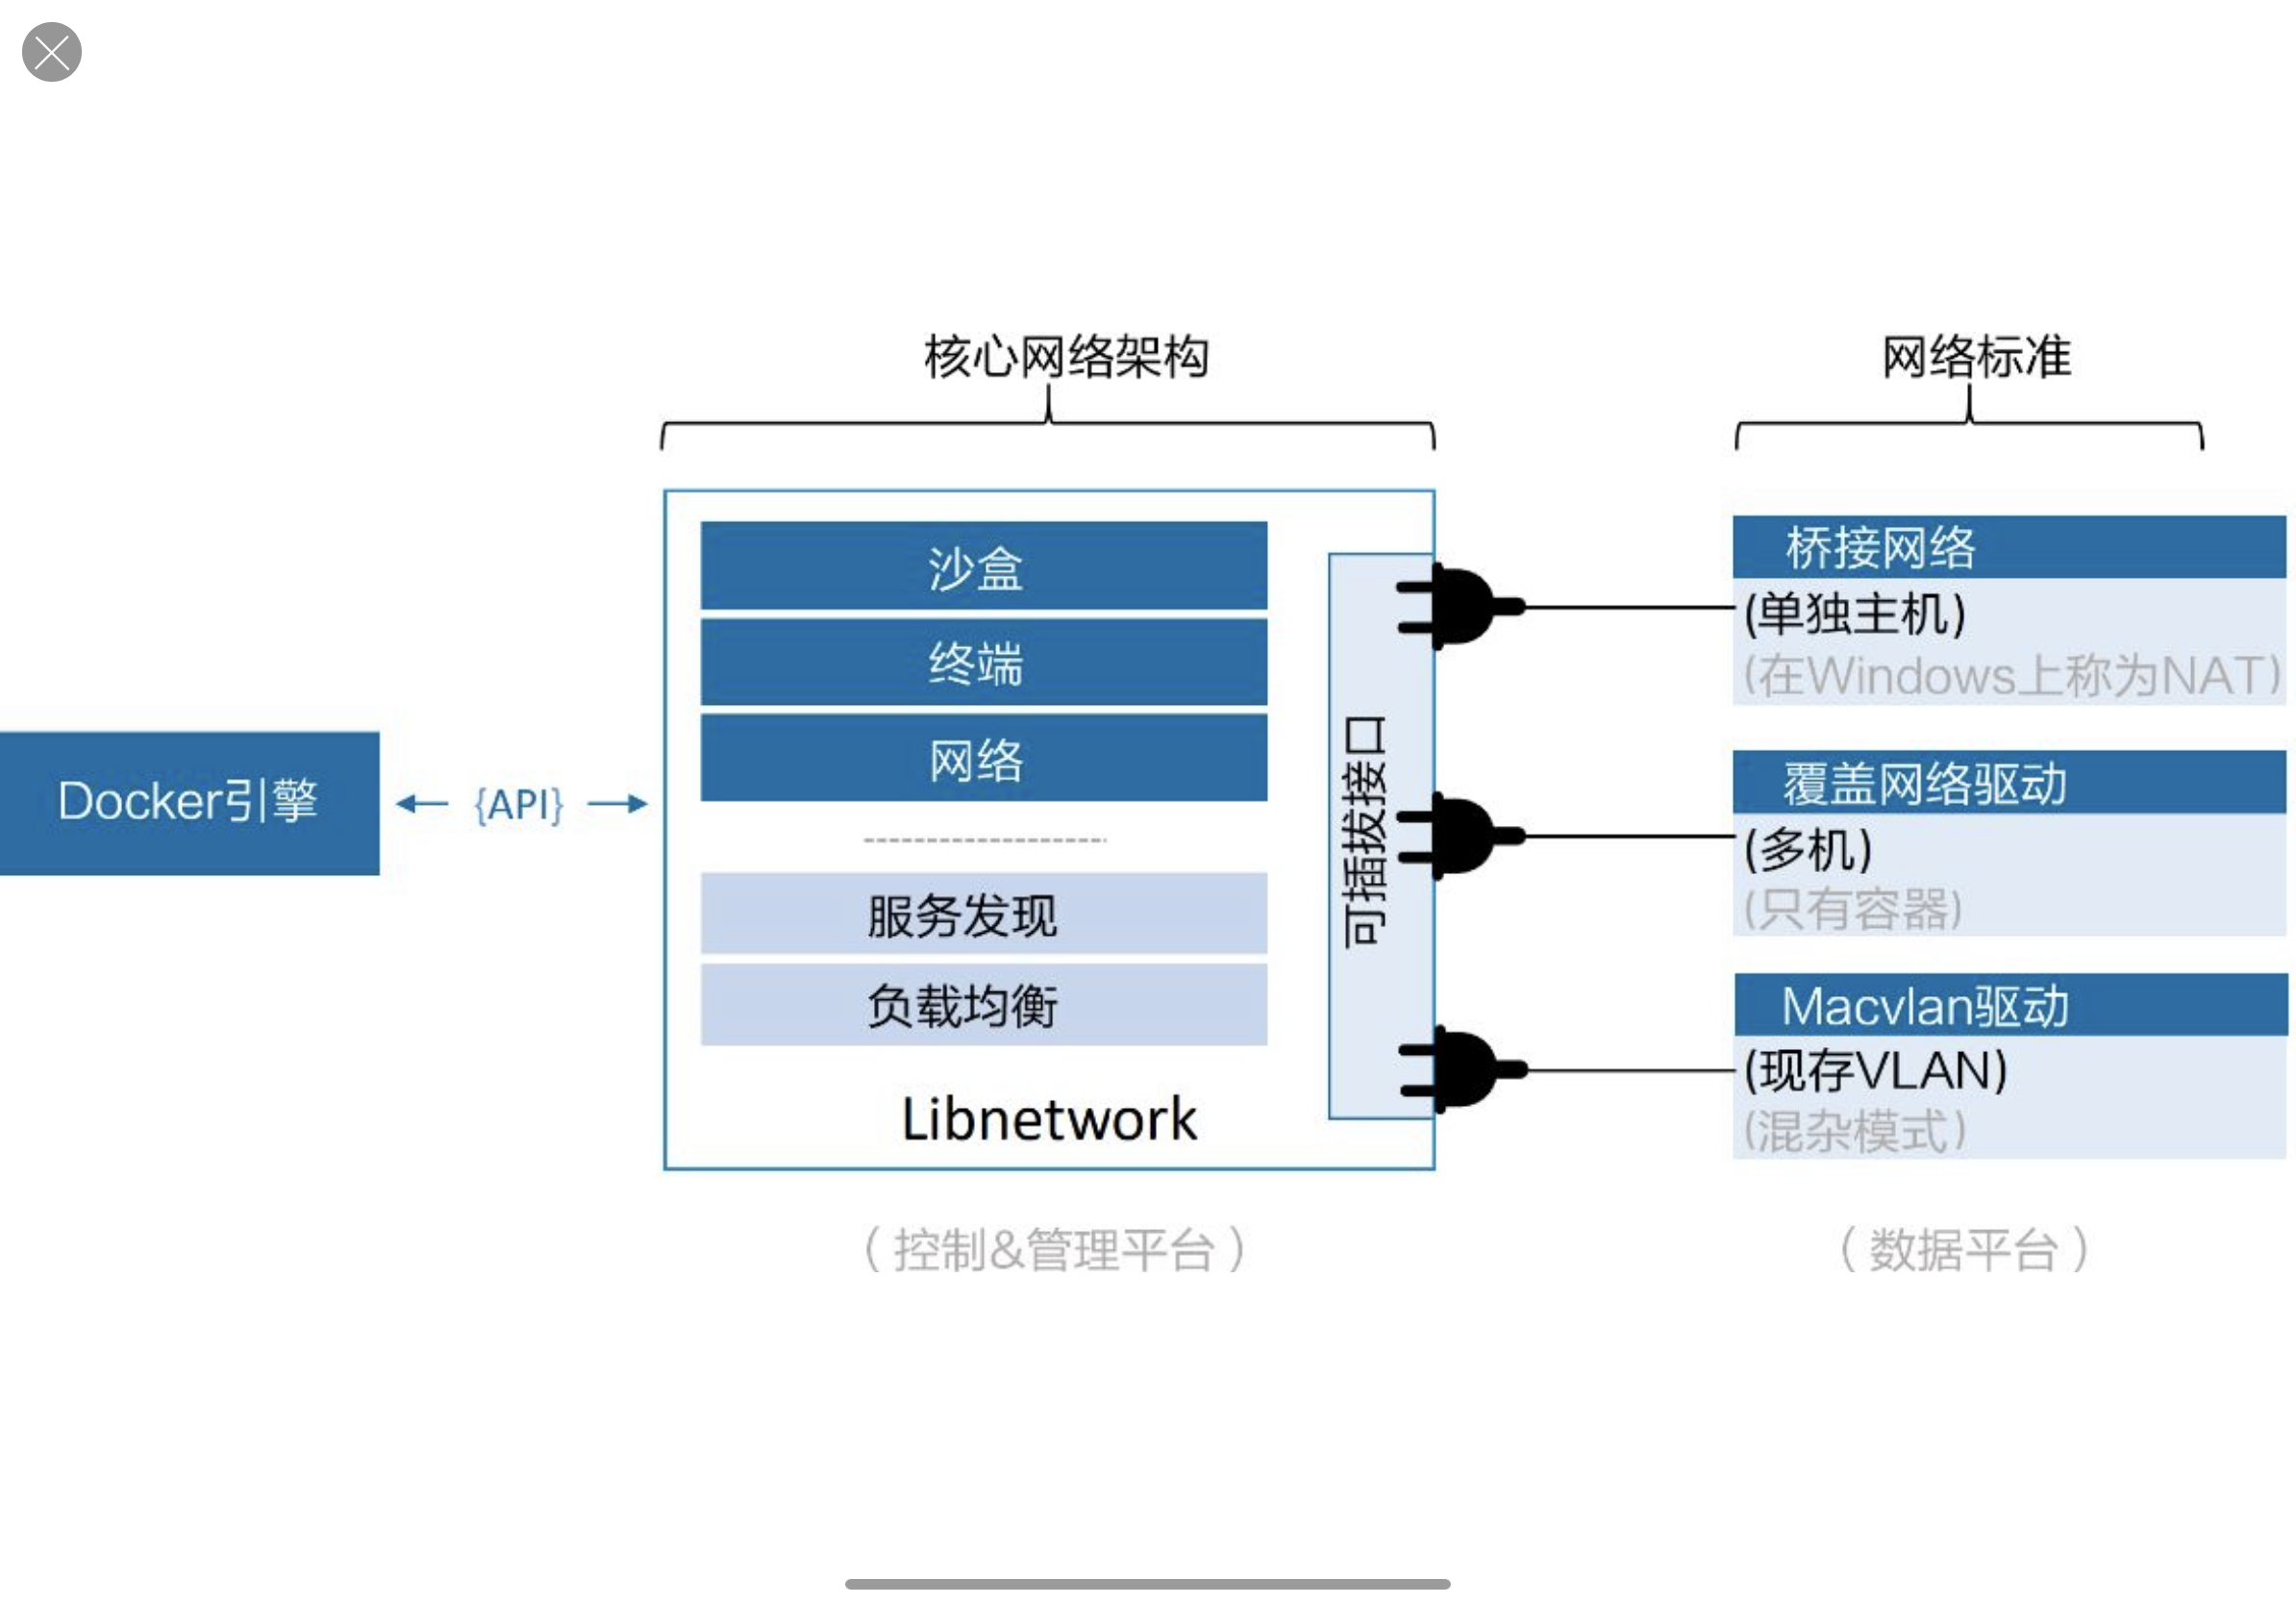 核心网络架构
网络标准
Docker引擎
{API}
沙盒
终端
网络
服务发现
负载均衡
Libnetwork
可插拔接口
桥接网络
(单独主机)
(在Windows上称为NAT)
覆盖网络驱动
(多机)
(只有容器)
Macvlan驱动
(现存VLAN)
(混杂模式)
（控制&管理平台）
（数据平台）